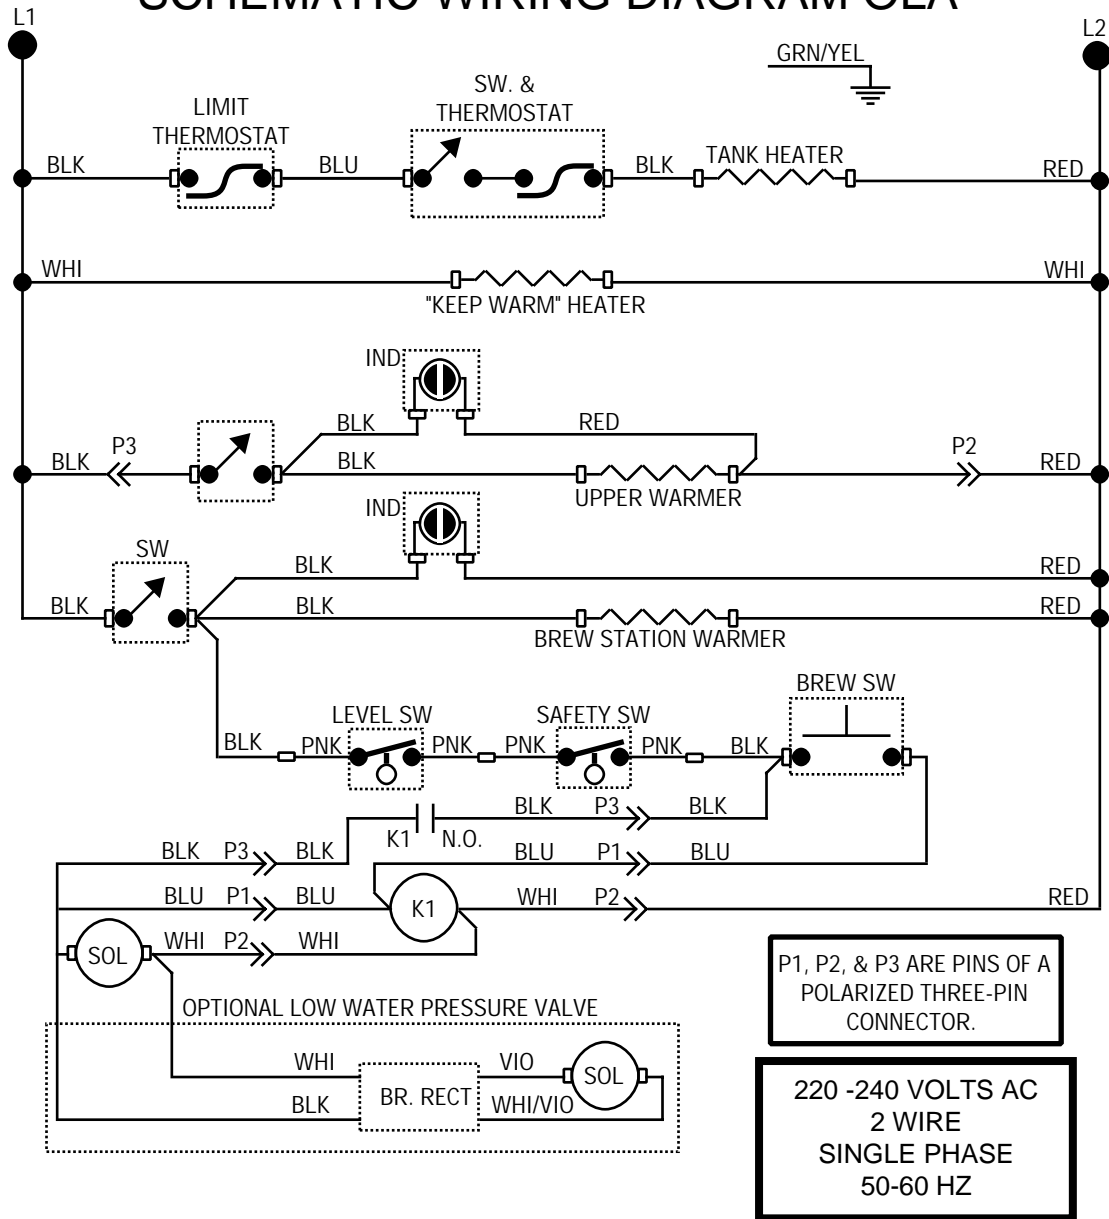 SCHEMATIC WIRING DIAGRAM CLA
L1
L2
GRN/YEL
SW. &
THERMOSTAT
LIMIT
THERMOSTAT
BLK
BLU
BLK
TANK HEATER
RED
WHI
WHI
"KEEP WARM" HEATER
IND
BLK
RED
BLK
P3
BLK
P2
RED
UPPER WARMER
IND
SW
BLK
RED
BLK
BLK
RED
BREW STATION WARMER
BREW SW
LEVEL SW
SAFETY SW
BLK
PNK
PNK
PNK
PNK
BLK
BLK
P3
BLK
K1
N.O.
BLK
P3
BLK
BLU
P1
BLU
BLU
P1
BLU
K1
WHI
P2
RED
SOL
WHI
P2
WHI
P1, P2, & P3 ARE PINS OF A
POLARIZED THREE-PIN
CONNECTOR.
OPTIONAL LOW WATER PRESSURE VALVE
WHI
VIO
SOL
BR. RECT
BLK
WHI/VIO
220 -240 VOLTS AC
2 WIRE
SINGLE PHASE
50-60 HZ